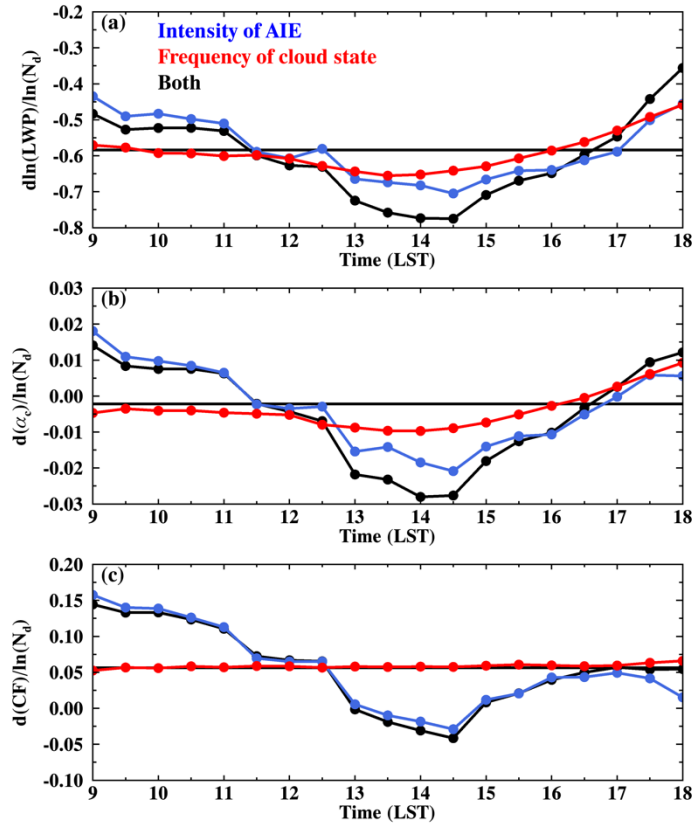 (a)
Intensity of AIE
Frequency of cloud state
Both
dln(LWP)/ln(N_d)
-0.2
-0.3
-0.4
-0.5
-0.6
-0.7
-0.8
9 10 11 12 13 14 15 16 17 18
Time (LST)
(b)
d(α_c)/ln(N_d)
0.03
0.02
0.01
0.00
-0.01
-0.02
-0.03
9 10 11 12 13 14 15 16 17 18
Time (LST)
(c)
d(CF)/ln(N_d)
0.20
0.15
0.10
0.05
0.00
-0.05
-0.10
9 10 11 12 13 14 15 16 17 18
Time (LST)